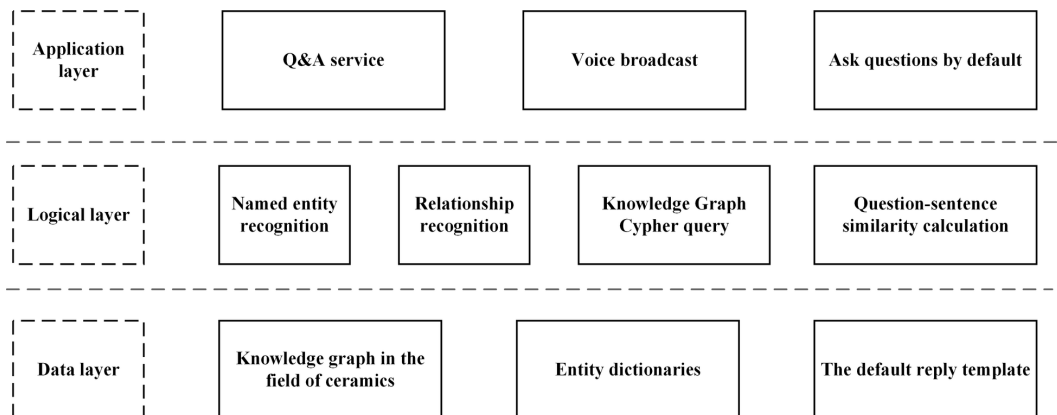 Application
layer
Q&A service
Voice broadcast
Ask questions by default
Logical layer
Named entity
recognition
Relationship
recognition
Knowledge Graph
Cypher query
Question-sentence
similarity calculation
Data layer
Knowledge graph in the
field of ceramics
Entity dictionaries
The default reply template